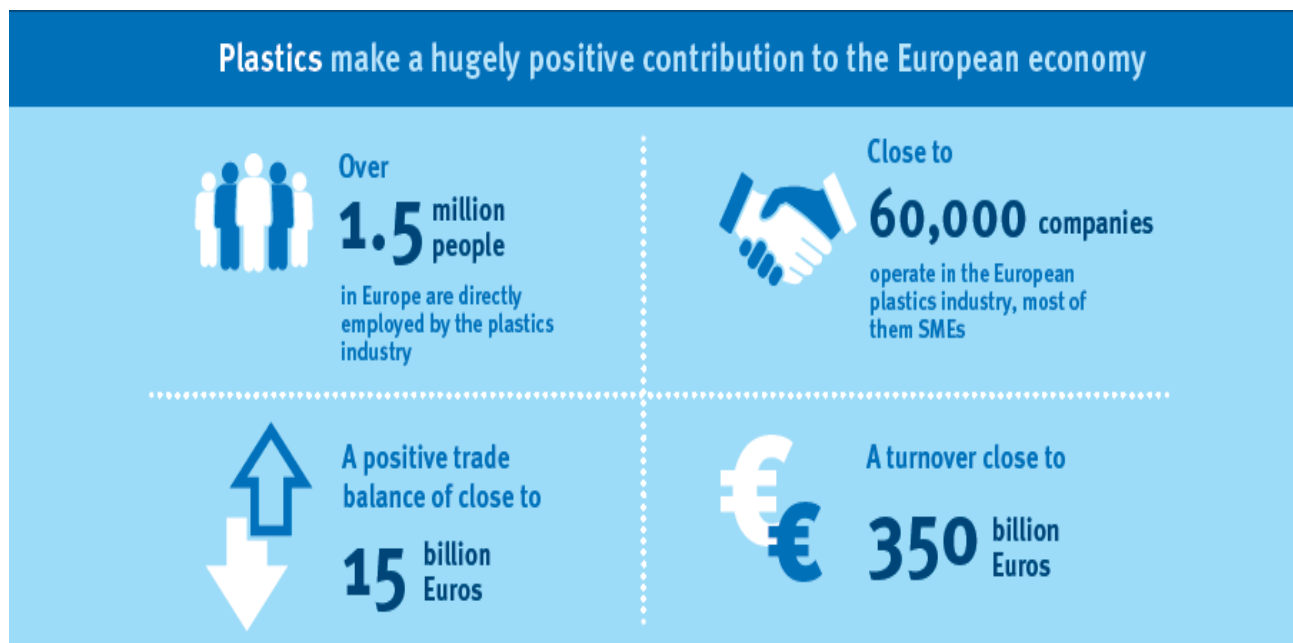 Plastics make a hugely positive contribution to the European economy
Over
1.5 million
people
in Europe are directly
employed by the plastics
industry
Close to
60,000 companies
operate in the European
plastics industry, most of
them SMEs
A positive trade
balance of close to
15 billion
Euros
€
€
A turnover close to
350 billion
Euros